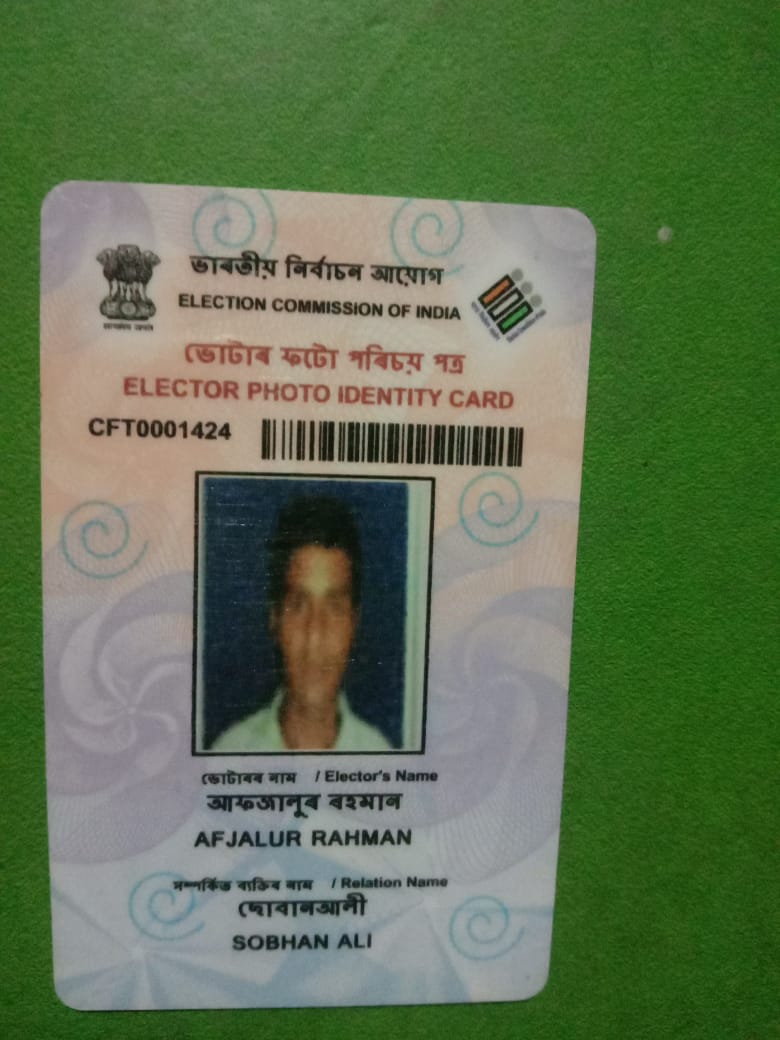 ভাৰতীয় নিৰ্বাচন আয়োগ
ELECTION COMMISSION OF INDIA
ভোটাৰ ফটো পৰিচয় পত্ৰ
ELECTOR PHOTO IDENTITY CARD
CFT0001424
ভোটাৰৰ নাম / Elector's Name
আফজালুৰ ৰহমান
AFJALUR RAHMAN
সম্পৰ্কিত ব্যক্তিৰ নাম / Relation Name
ছোবানআলী
SOBHAN ALI